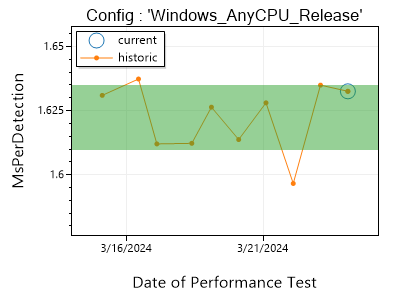 Config : 'Windows_AnyCPU_Release'
current
historic
1.65
1.625
1.6
MsPerDetection
3/16/2024
3/21/2024
Date of Performance Test